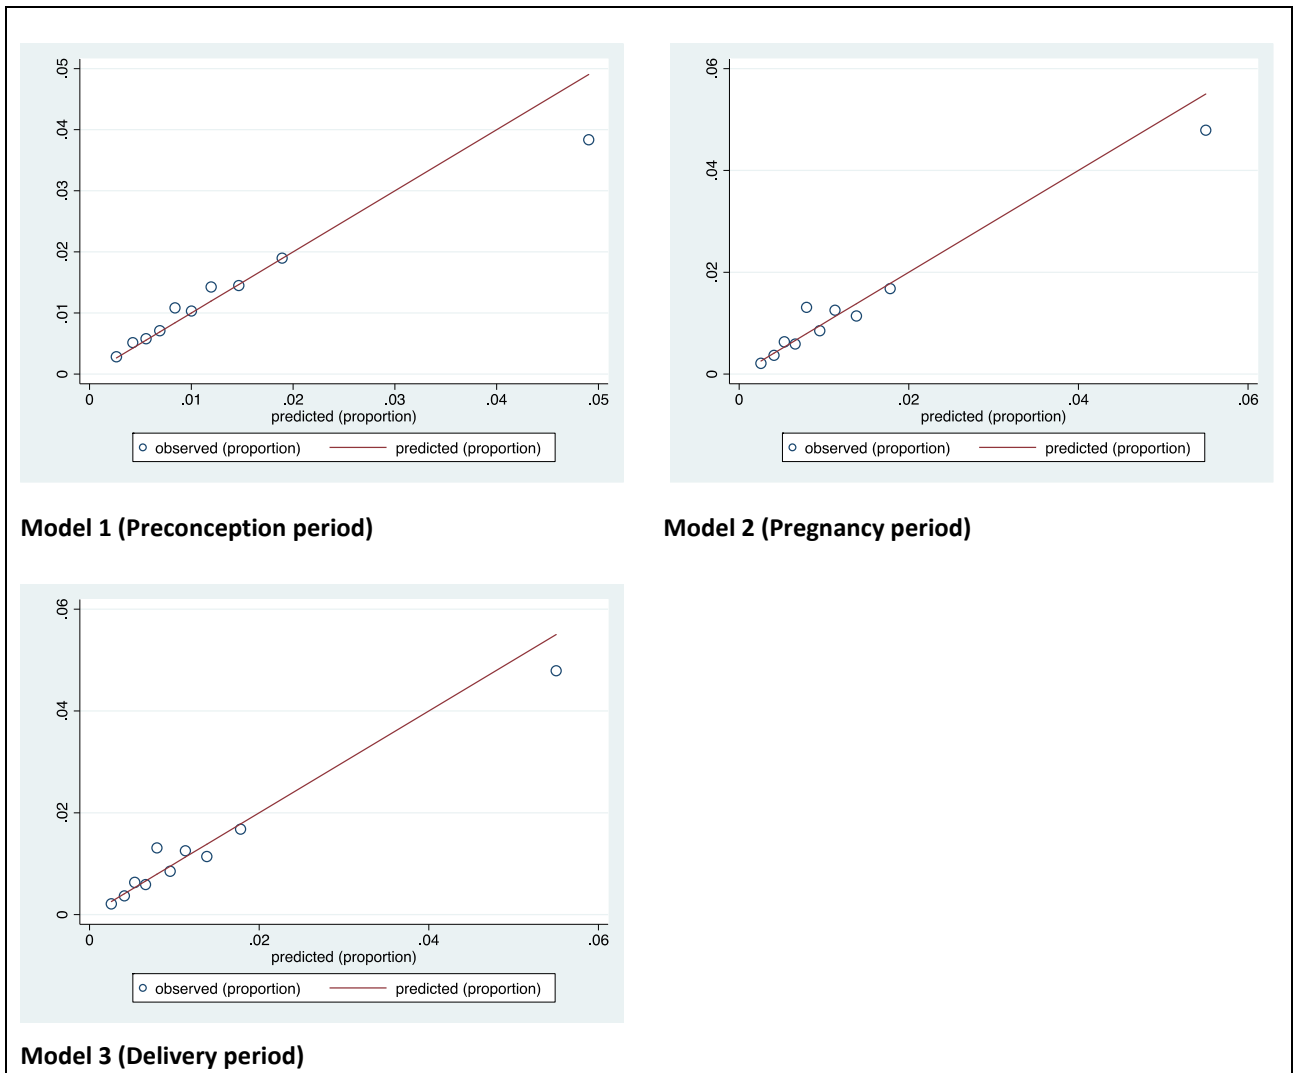 .05
.04
.03
.02
.01
0
0 .01 .02 .03 .04 .05
predicted (proportion)
observed (proportion) predicted (proportion)
Model 1 (Preconception period)
.06
.04
.02
0
0 .02 .04 .06
predicted (proportion)
observed (proportion) predicted (proportion)
Model 2 (Pregnancy period)
.06
.04
.02
0
0 .02 .04 .06
predicted (proportion)
observed (proportion) predicted (proportion)
Model 3 (Delivery period)